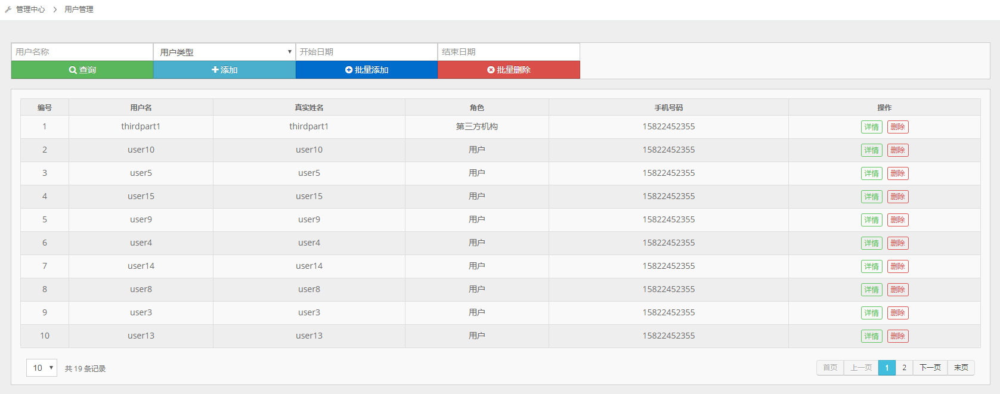 管理中心 > 用户管理
用户名称 用户类型 开始日期 结束日期
查询 添加 批量添加 批量删除
编号 用户名 真实姓名 角色 手机号码 操作
1 thirdpart1 thirdpart1 第三方机构 15822452355 详情 删除
2 user10 user10 用户 15822452355 详情 删除
3 user5 user5 用户 15822452355 详情 删除
4 user15 user15 用户 15822452355 详情 删除
5 user9 user9 用户 15822452355 详情 删除
6 user4 user4 用户 15822452355 详情 删除
7 user14 user14 用户 15822452355 详情 删除
8 user8 user8 用户 15822452355 详情 删除
9 user3 user3 用户 15822452355 详情 删除
10 user13 user13 用户 15822452355 详情 删除
10 共 19 条记录 首页 上一页 1 2 下一页 末页